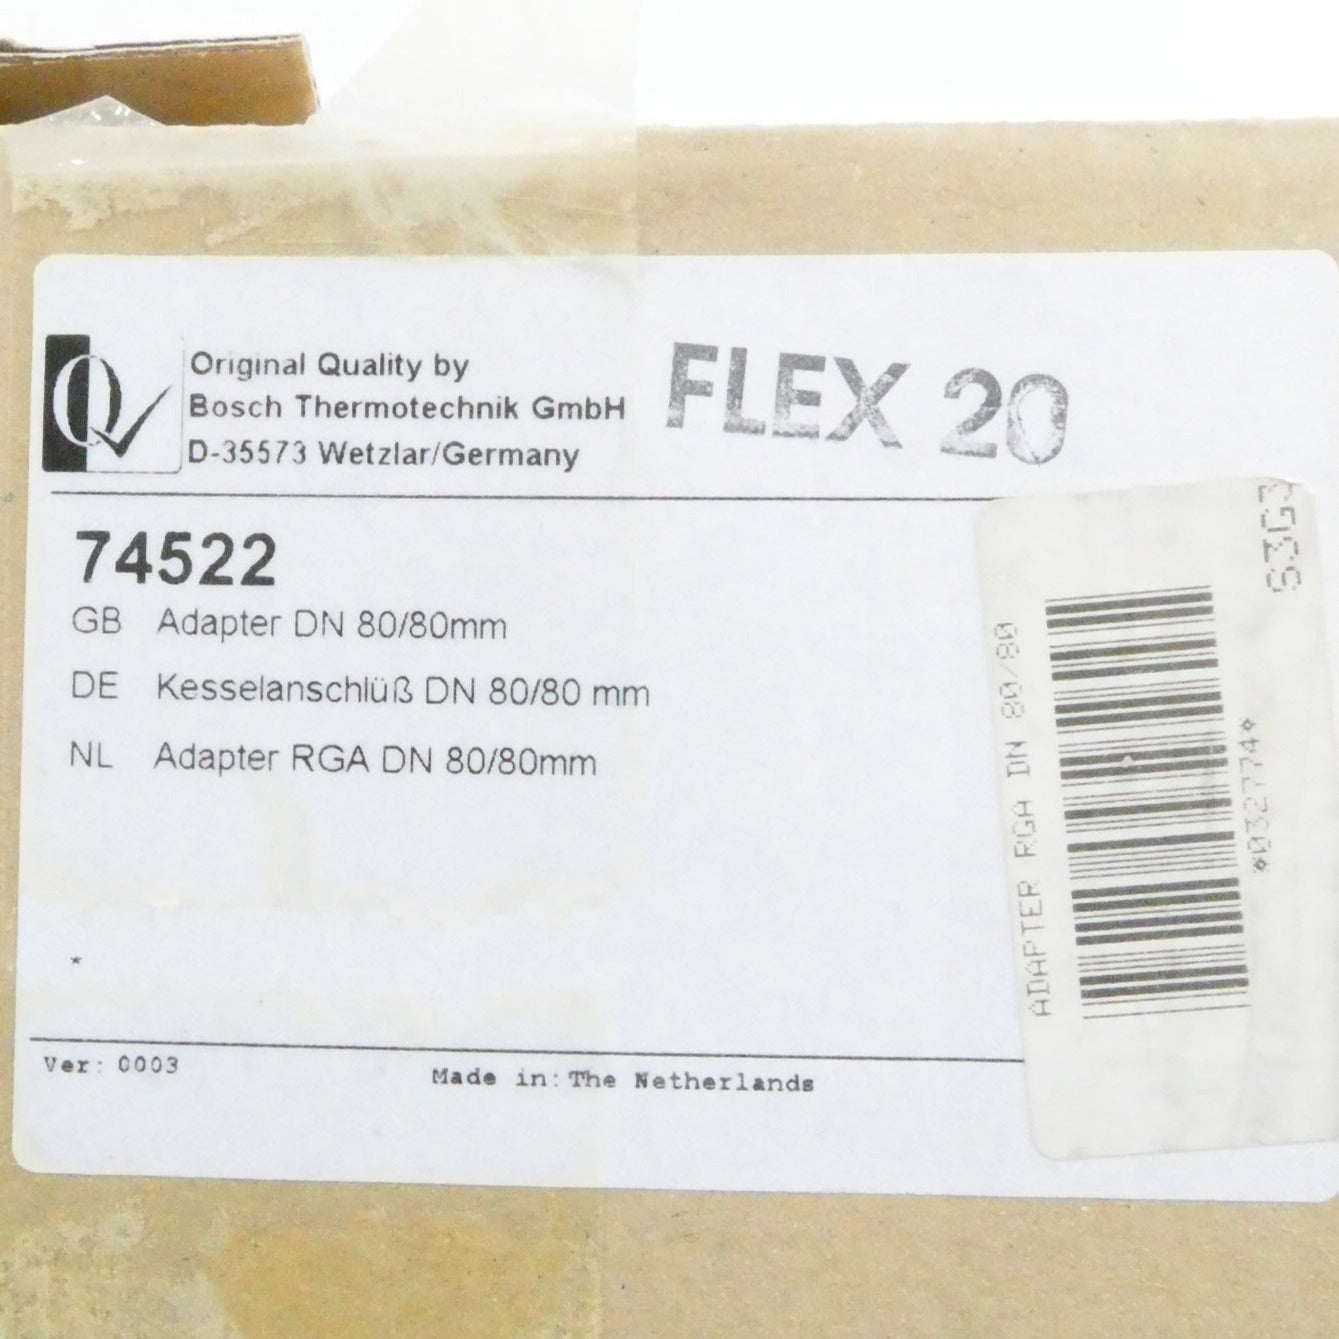 Original Quality by
Bosch Thermotechnik GmbH
D-35573 Wetzlar/Germany
FLEX 20
74522
GB Adapter DN 80/80mm
DE Kesselanschlüß DN 80/80 mm
NL Adapter RGA DN 80/80mm
*
Ver: 0003
Made in: The Netherlands
ADAPTER RGA DN 80/80
*032774*